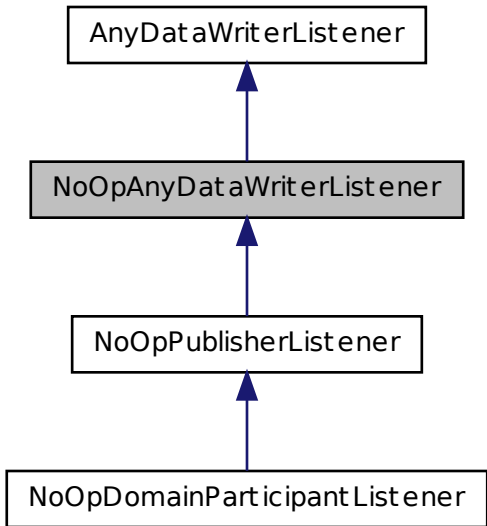 AnyDataWriterListener
NoOpAnyDataWriterListener
NoOpPublisherListener
NoOpDomainParticipantListener